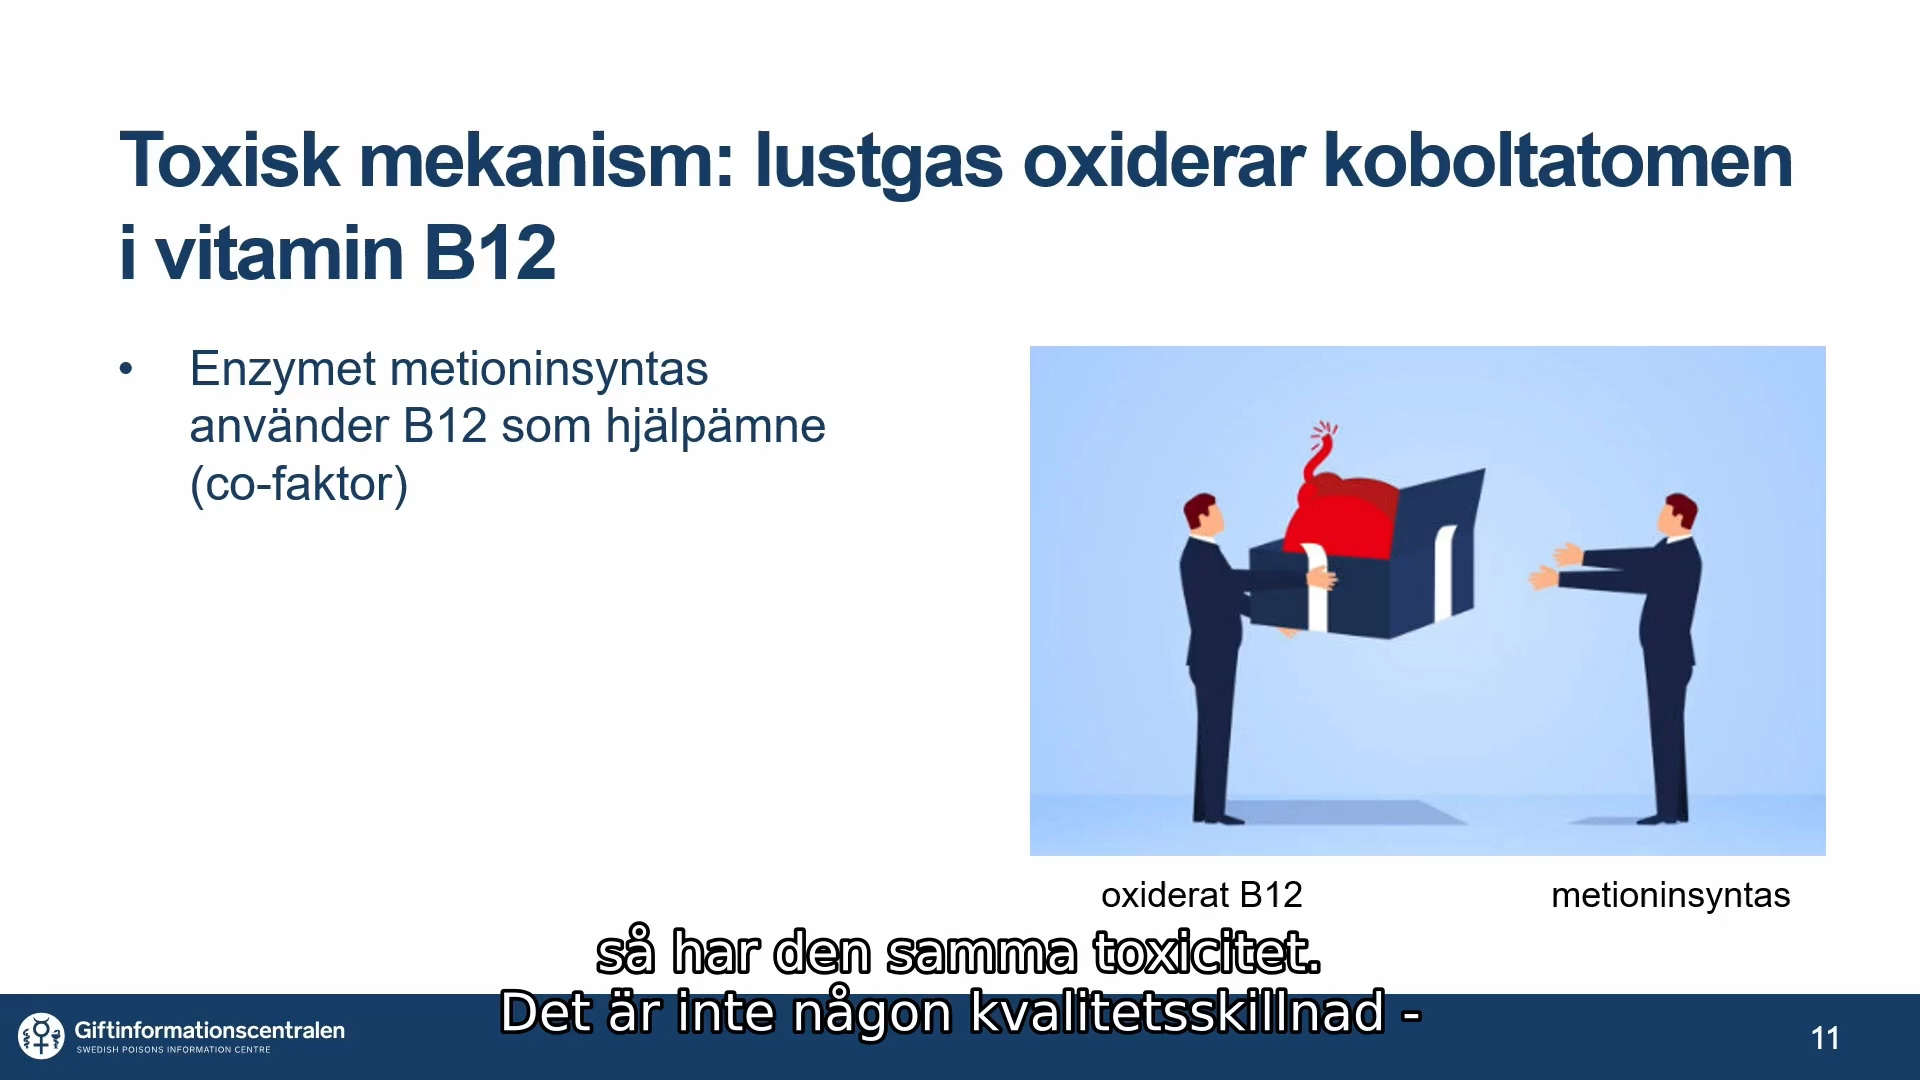 Toxisk mekanism: lustgas oxiderar koboltatomen
i vitamin B12
• Enzymet metioninsyntas
använder B12 som hjälpämne
(co-faktor)
oxiderat B12
metioninsyntas
så har den samma toxicitet.
Det är inte någon kvalitetsskillnad -
Giftinformationscentralen
SWEDISH POISONS INFORMATION CENTRE
11